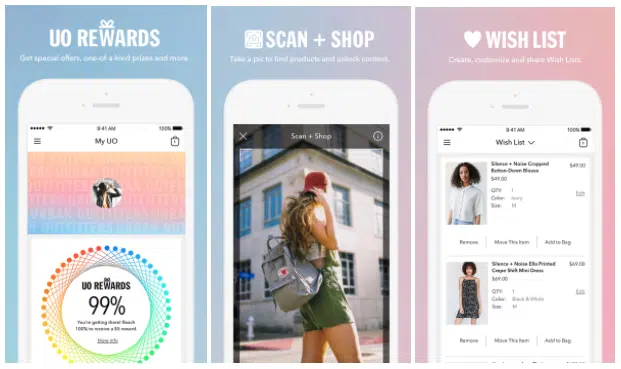 UO REWARDS
Get special offers, one-of-a-kind prizes and more.
9:41 AM
100%
My UO
1
URBAN OUTFITTERS
UO REWARDS
99%
You're getting there! Reach
100% to receive a $5 reward.
More Info
SCAN + SHOP
Take a pic to find products and unlock content.
Scan + Shop
WISH LIST
Create, customize and share Wish Lists.
9:41 AM
100%
Wish List
1
Silence + Noise Cropped
Button-Down Blouse
$49.00
$49.00
QTY: 1
Color: Ivory
Size: M
Edit
Remove
Move This Item
Add to Bag
Silence + Noise Ella Printed
Crepe Shift Mini Dress
$69.00
$69.00
QTY: 1
Color: Black & White
Size: M
Edit
Remove
Move This Item
Add to Bag